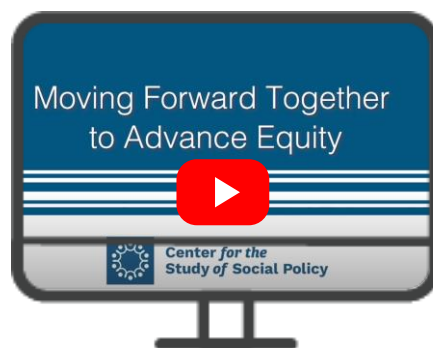 Moving Forward Together
to Advance Equity
Center for the
Study of Social Policy